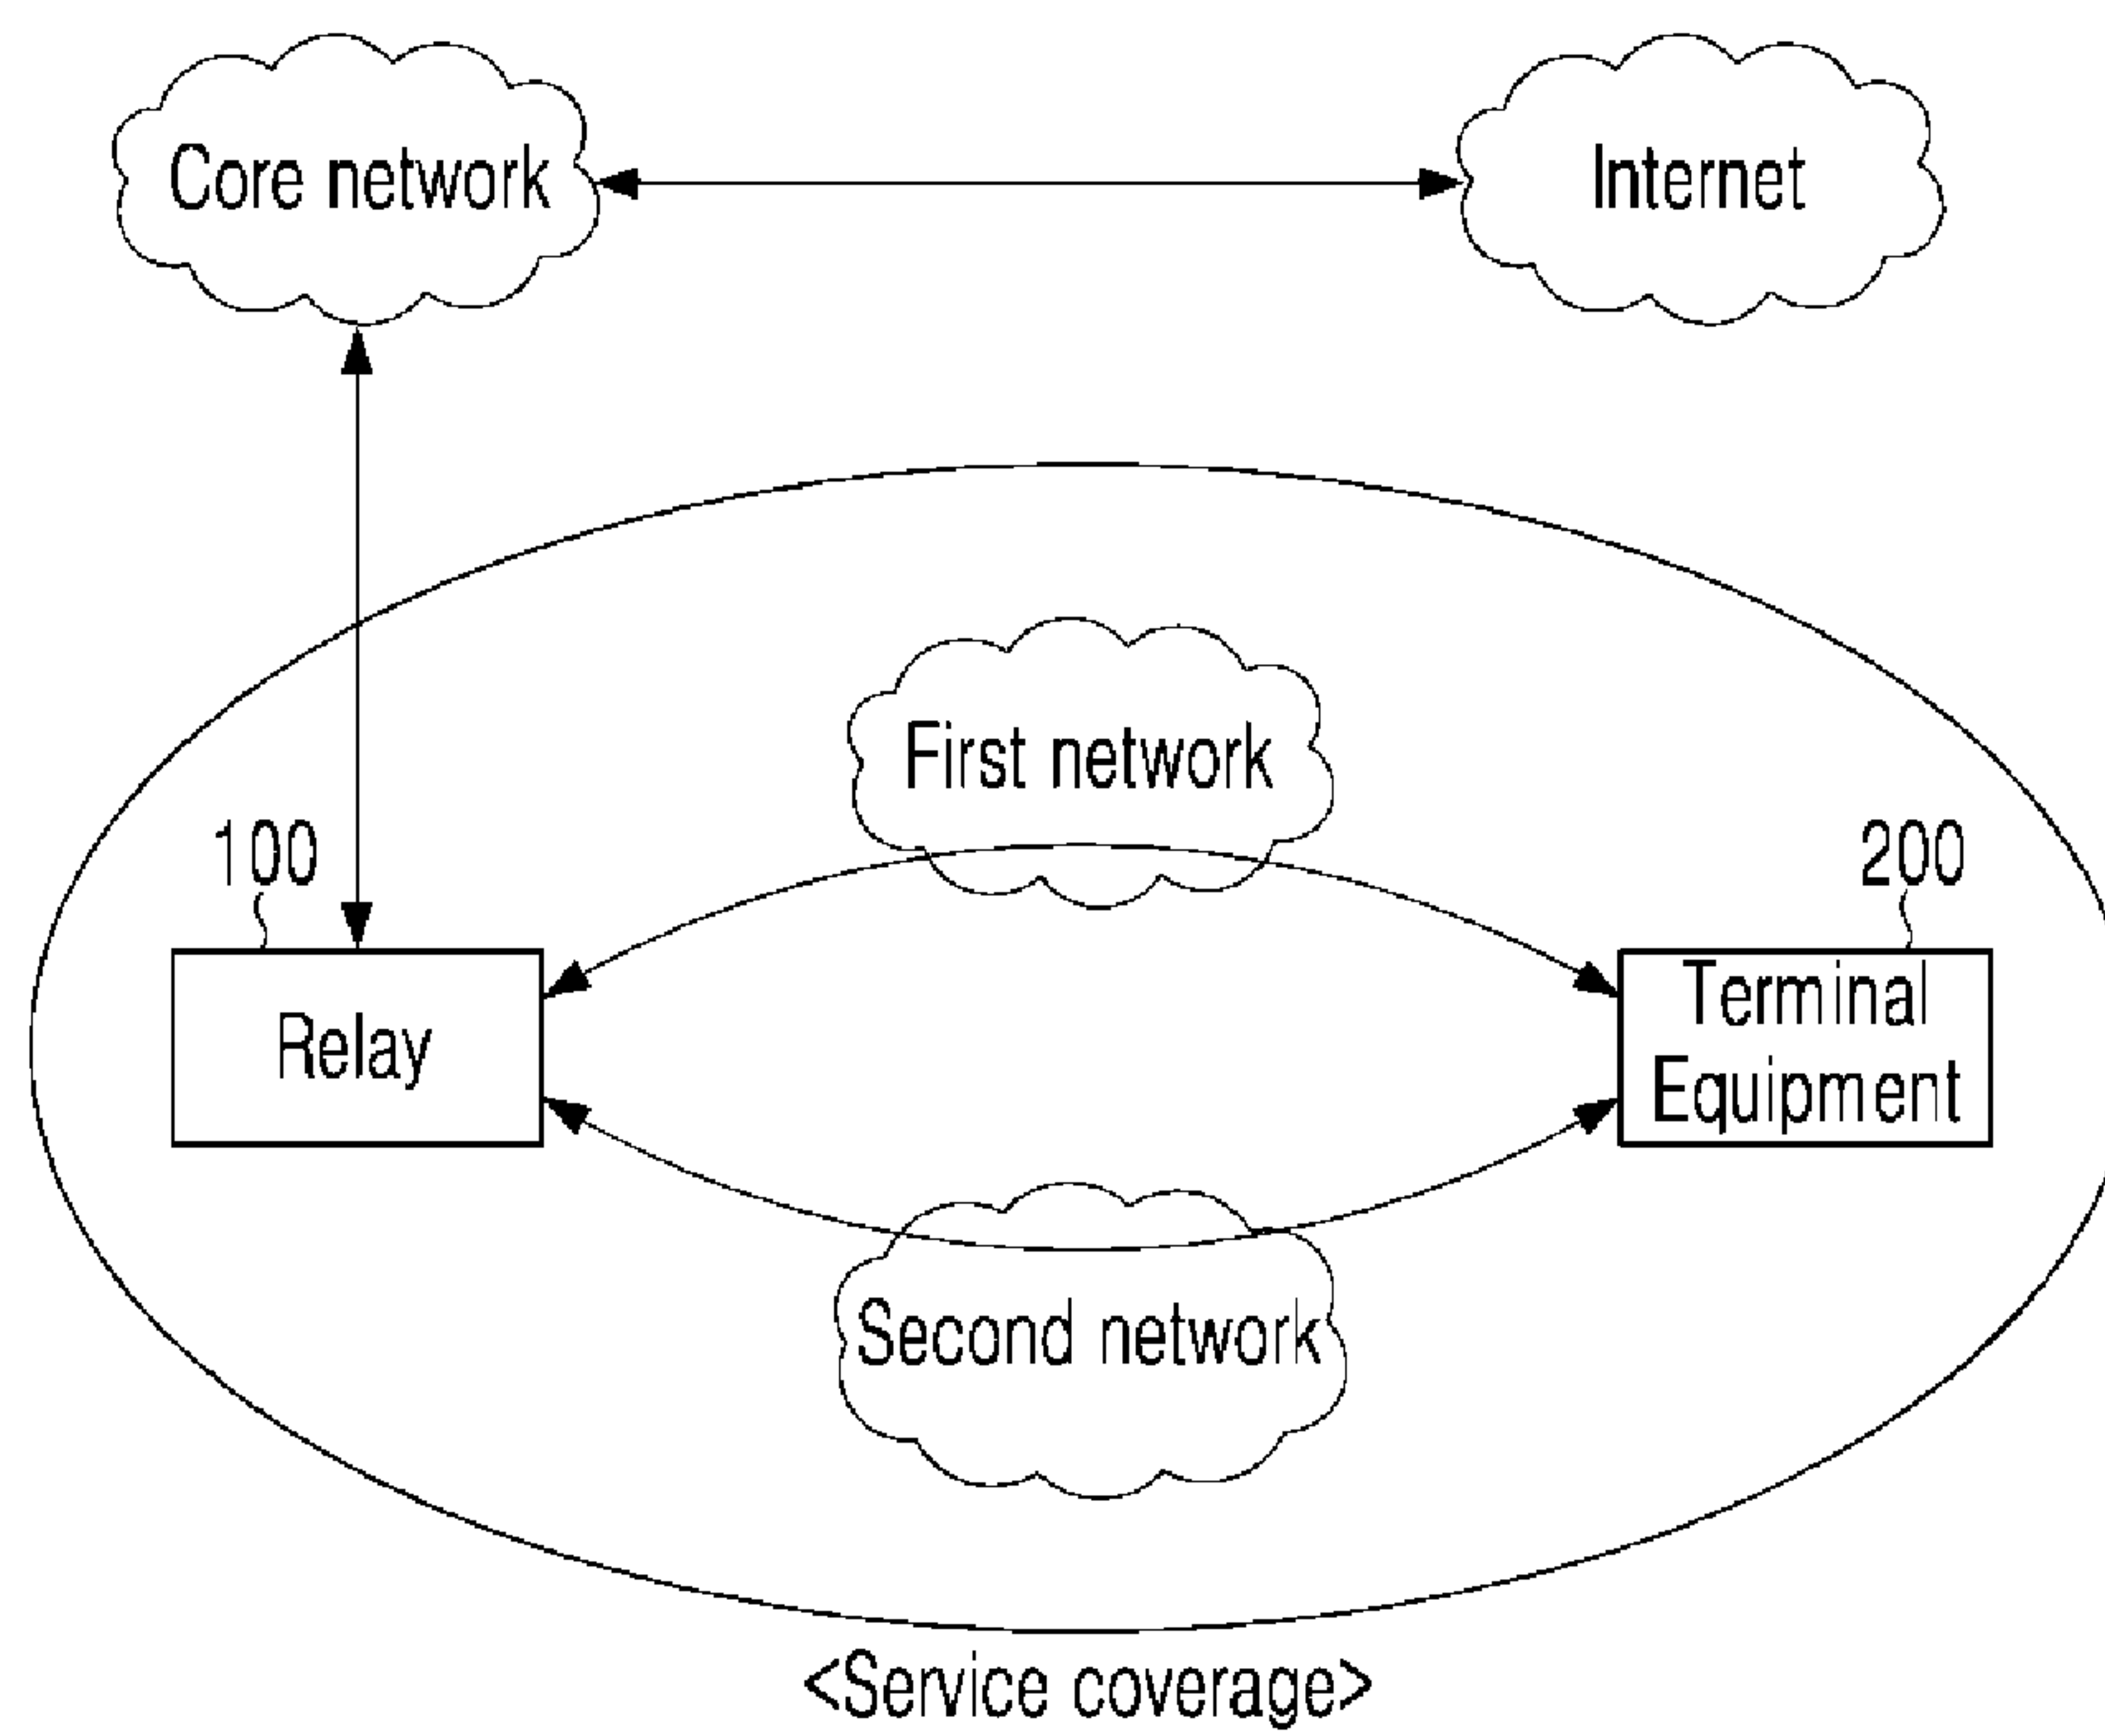 Core network
Internet
First network
100
200
Relay
Terminal
Equipment
Second network
<Service coverage>